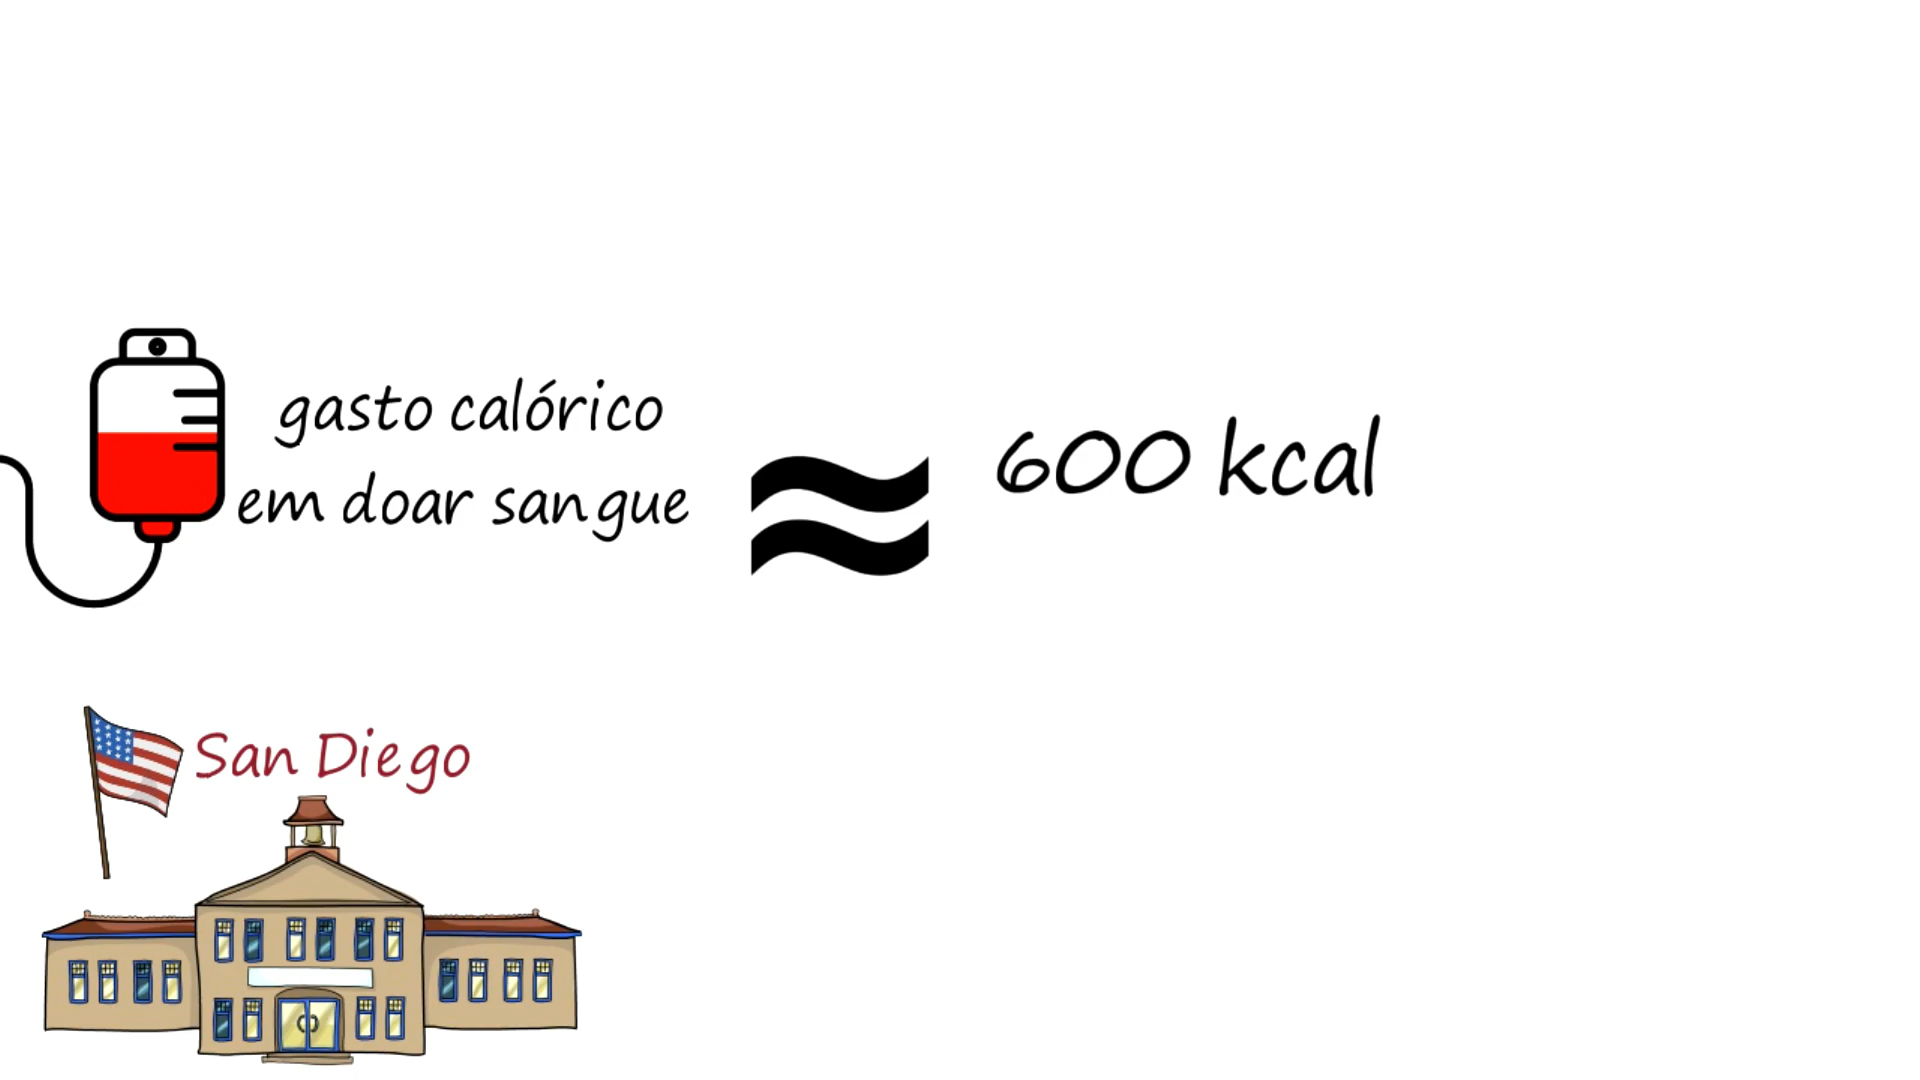 gasto calórico
em doar sangue
≈
600 kcal
San Diego